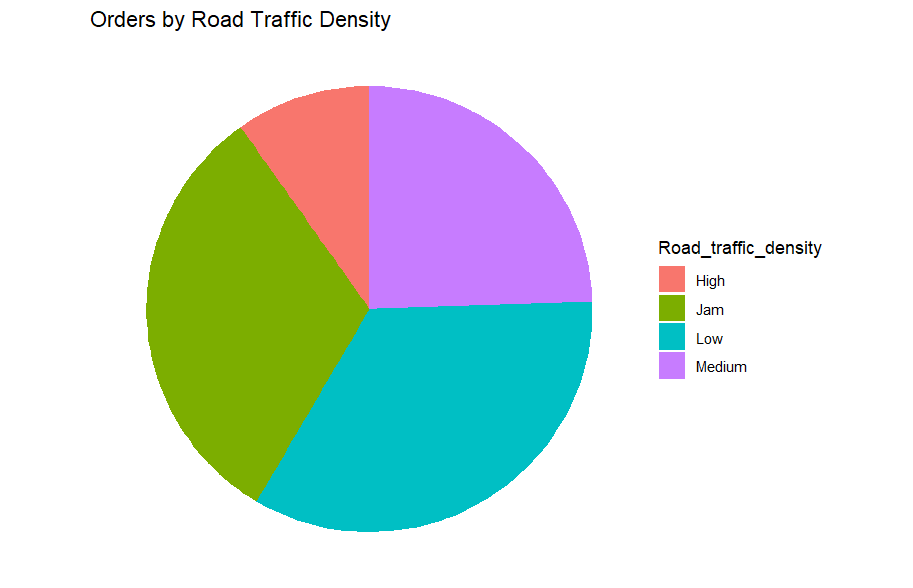 Orders by Road Traffic Density
Road_traffic_density
High
Jam
Low
Medium